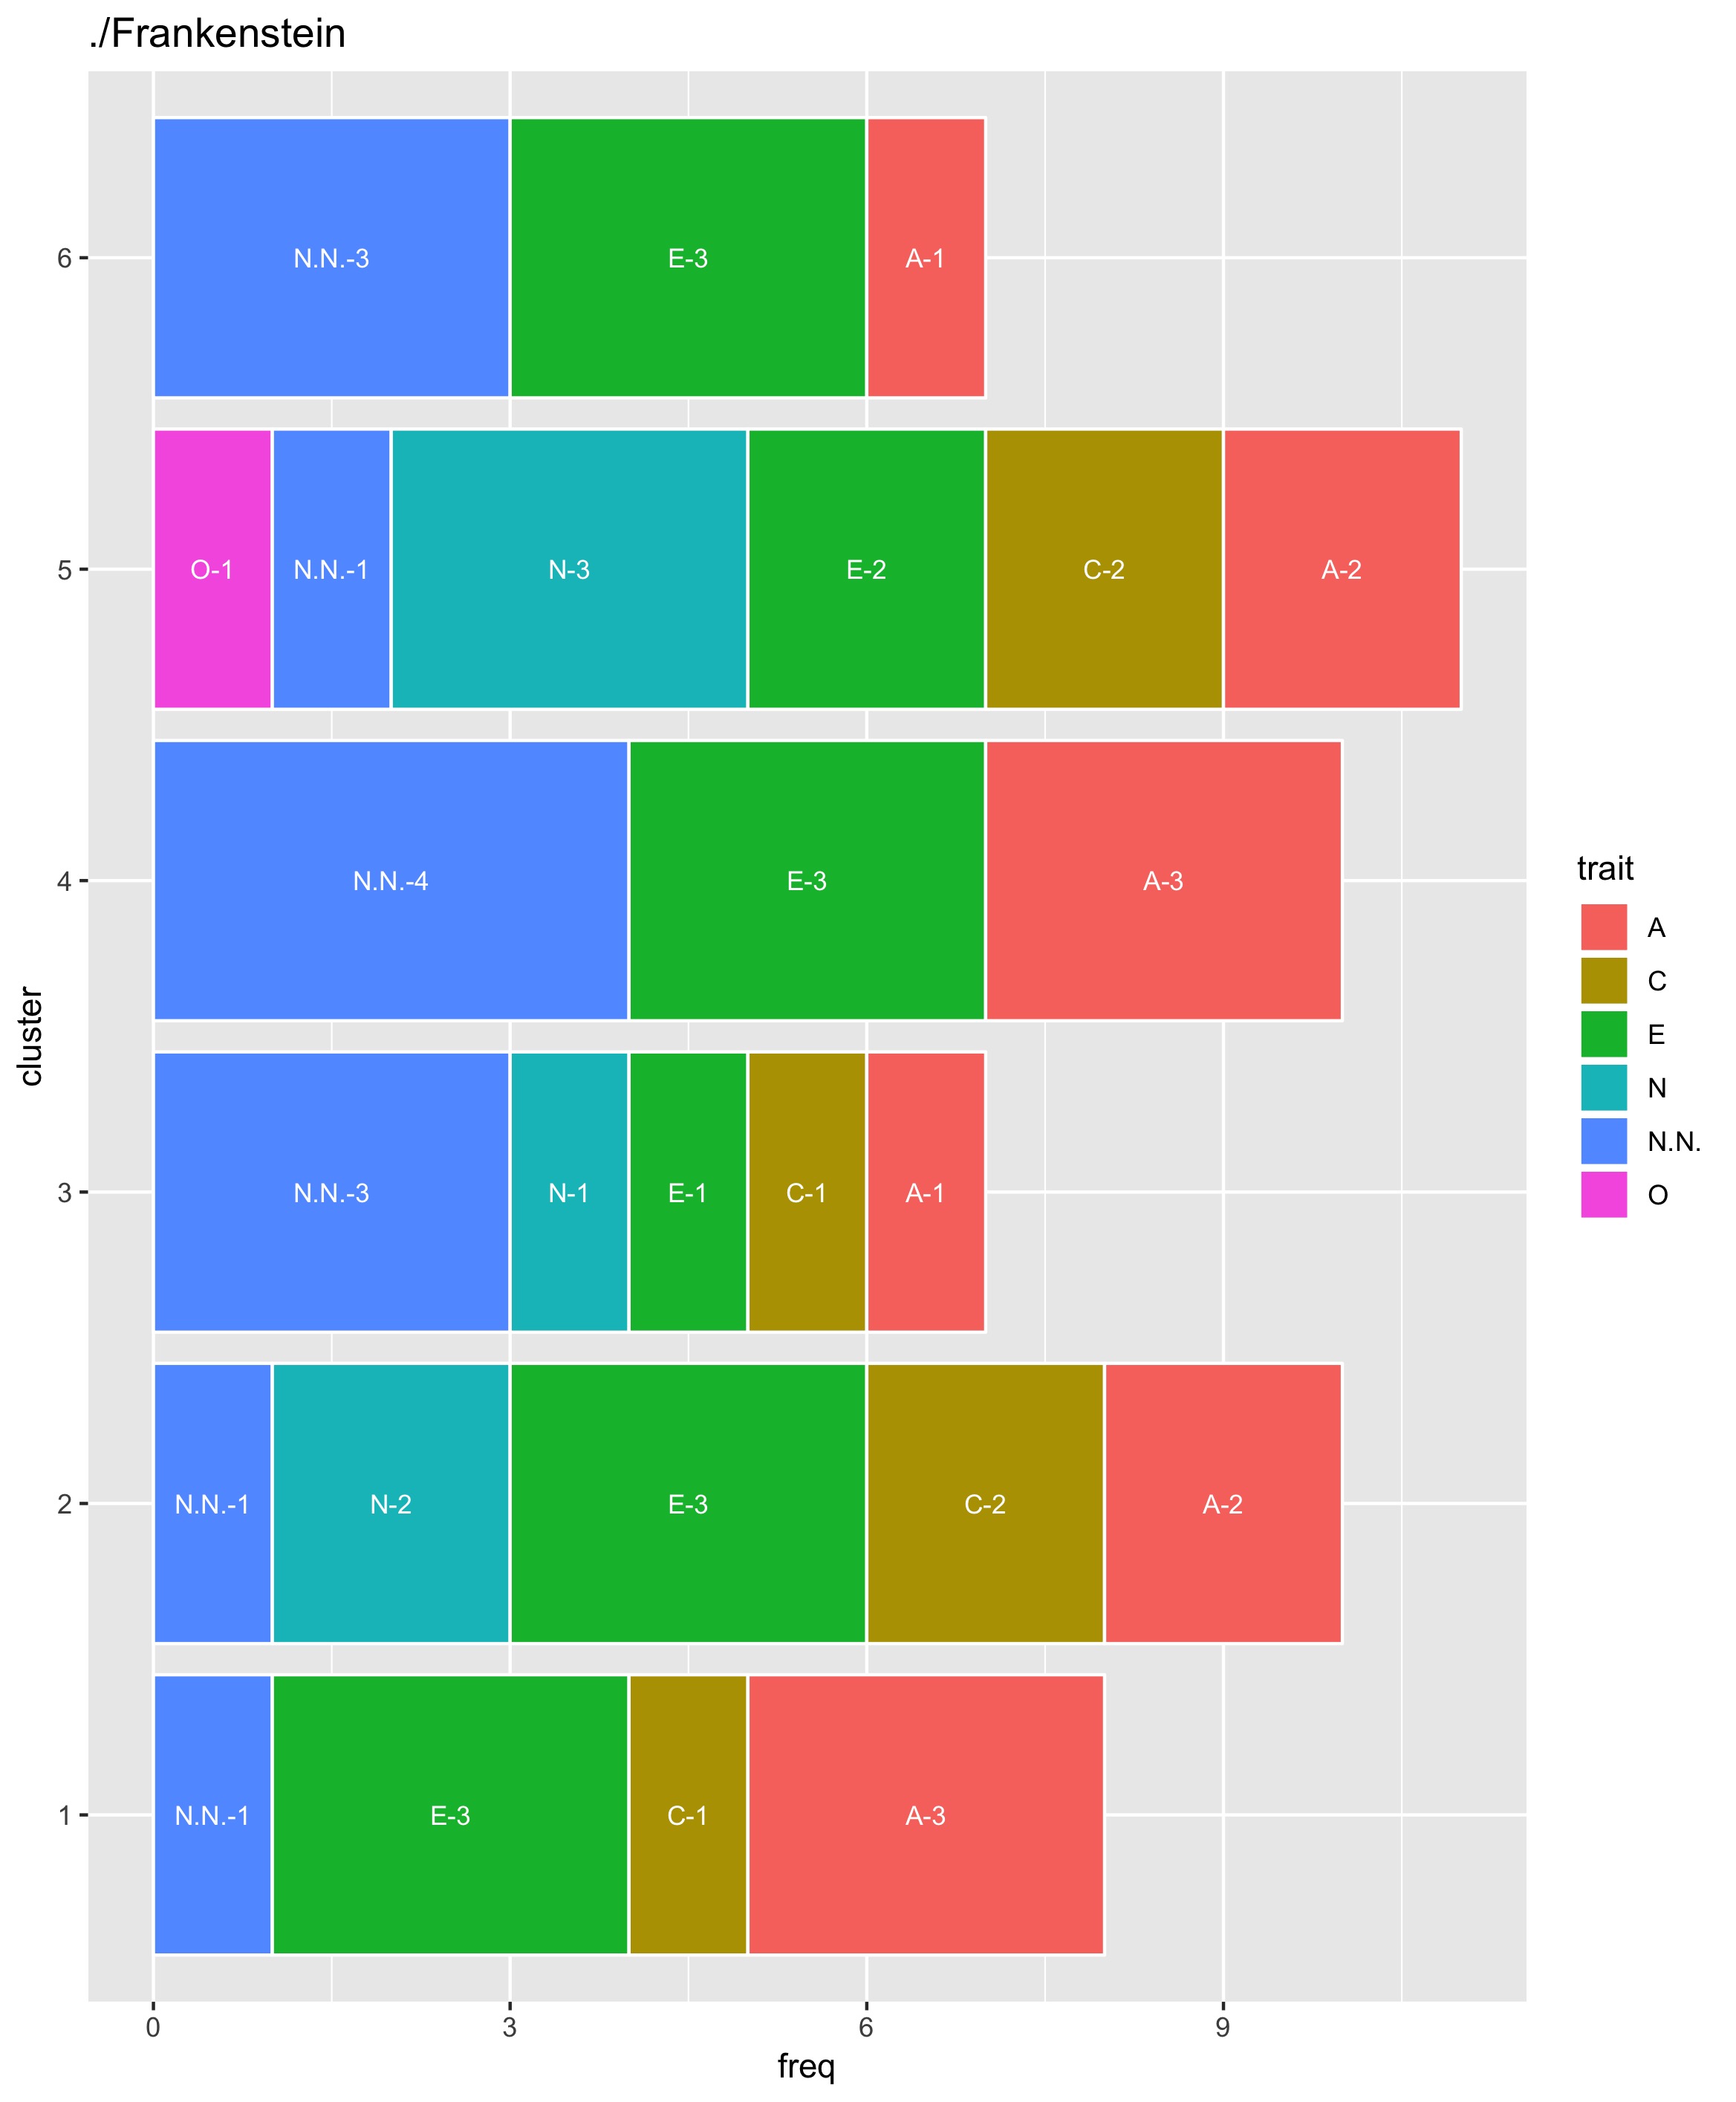 ./Frankenstein
6
N.N.-3 E-3 A-1
5
O-1 N.N.-1 N-3 E-2 C-2 A-2
4
N.N.-4 E-3 A-3
3
N.N.-3 N-1 E-1 C-1 A-1
2
N.N.-1 N-2 E-3 C-2 A-2
1
N.N.-1 E-3 C-1 A-3
0 3 6 9
freq
cluster
trait
A
C
E
N
N.N.
O